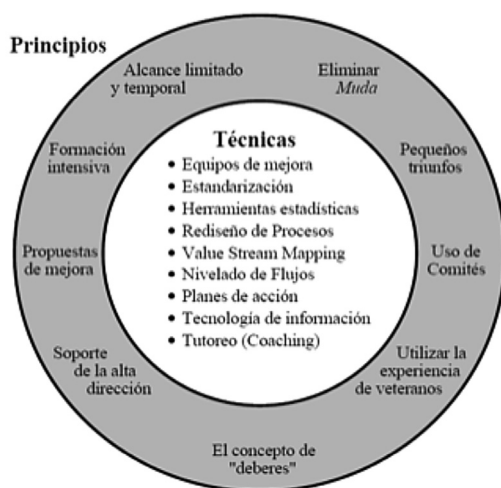 Principios
Alcance limitado
y temporal
Eliminar
Muda
Formación
intensiva
Pequeños
triunfos
Propuestas
de mejora
Uso de
Comités
Soporte
de la alta
dirección
Utilizar la
experiencia
de veteranos
El concepto de
"deberes"
Técnicas
• Equipos de mejora
• Estandarización
• Herramientas estadísticas
• Rediseño de Procesos
• Value Stream Mapping
• Nivelado de Flujos
• Planes de acción
• Tecnología de información
• Tutoreo (Coaching)